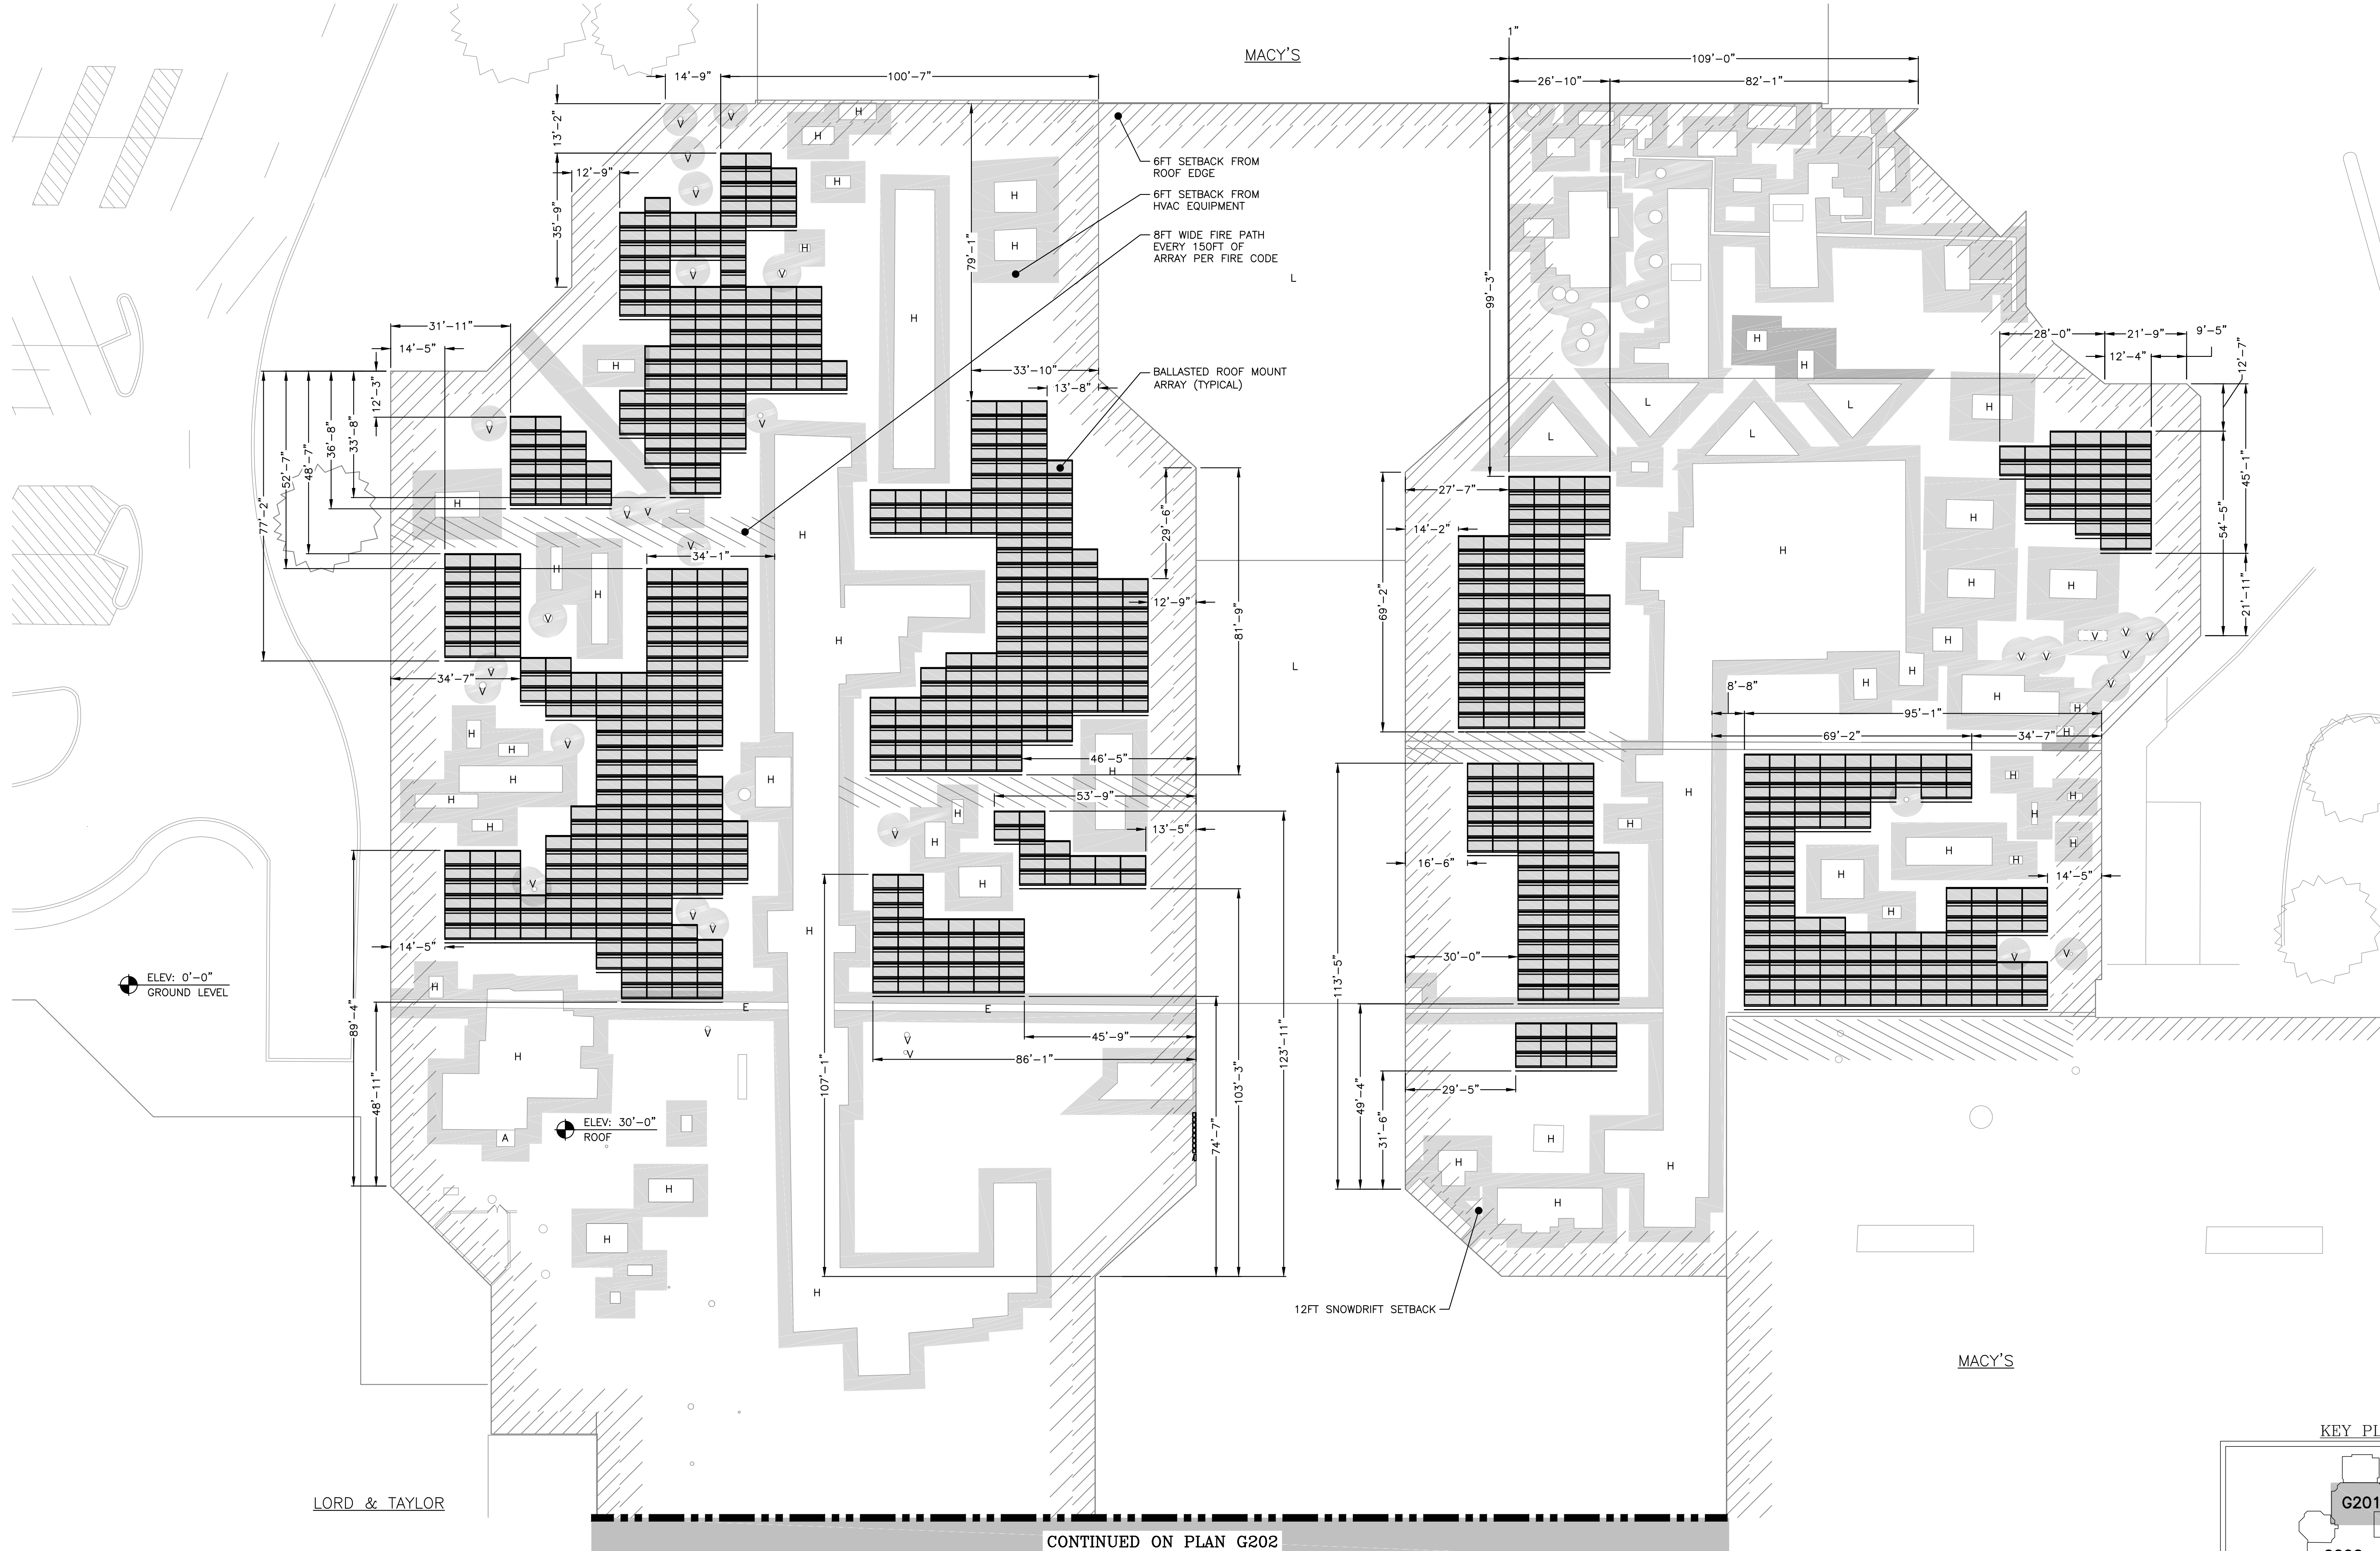 MACY'S
1"
109'-0"
14'-9"
100'-7"
26'-10"
82'-1"
13'-2"
6FT SETBACK FROM
ROOF EDGE
12'-9"
6FT SETBACK FROM
HVAC EQUIPMENT
35'-9"
8FT WIDE FIRE PATH
EVERY 150FT OF
ARRAY PER FIRE CODE
79'-1"
99'-3"
L
31'-11"
14'-5"
28'-0"
21'-9"
9'-5"
12'-4"
12'-7"
33'-10"
13'-8"
BALLASTED ROOF MOUNT
ARRAY (TYPICAL)
12'-3"
33'-8"
36'-8"
48'-7"
52'-7"
77'-2"
L
L
L
L
45'-1"
54'-5"
27'-7"
14'-2"
29'-6"
34'-1"
12'-9"
21'-11"
69'-2"
81'-9"
L
34'-7"
8'-8"
95'-1"
69'-2"
34'-7"
46'-5"
53'-9"
13'-5"
16'-6"
14'-5"
14'-5"
30'-0"
113'-5"
ELEV: 0'-0"
GROUND LEVEL
89'-4"
48'-11"
E
E
45'-9"
86'-1"
107'-1"
123'-11"
103'-3"
74'-7"
29'-5"
49'-4"
31'-6"
ELEV: 30'-0"
ROOF
A
12FT SNOWDRIFT SETBACK
MACY'S
KEY PL
G201
LORD & TAYLOR
CONTINUED ON PLAN G202